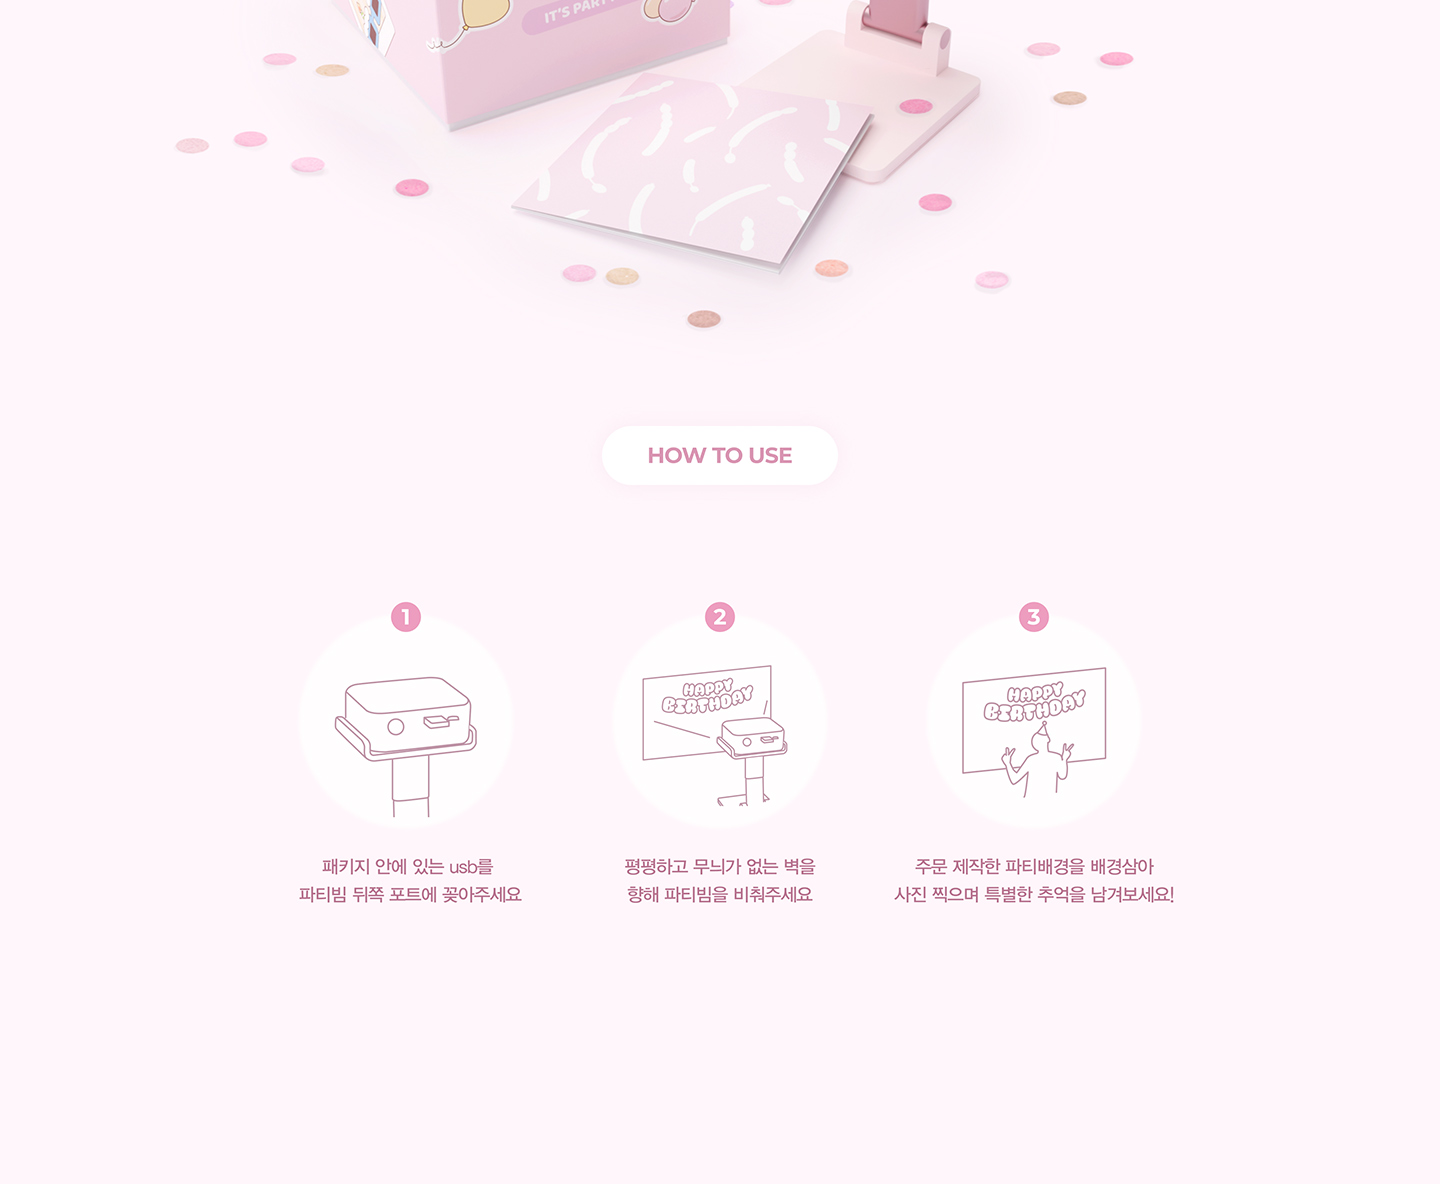 IT'S PARTY
HOW TO USE
1
2
3
HAPPY
BIRTHDAY
HAPPY
BIRTHDAY
패키지 안에 있는 usb를
파티빔 뒤쪽 포트에 꽂아주세요
평평하고 무늬가 없는 벽을
향해 파티빔을 비춰주세요
주문 제작한 파티배경을 배경삼아
사진 찍으며 특별한 추억을 남겨보세요!